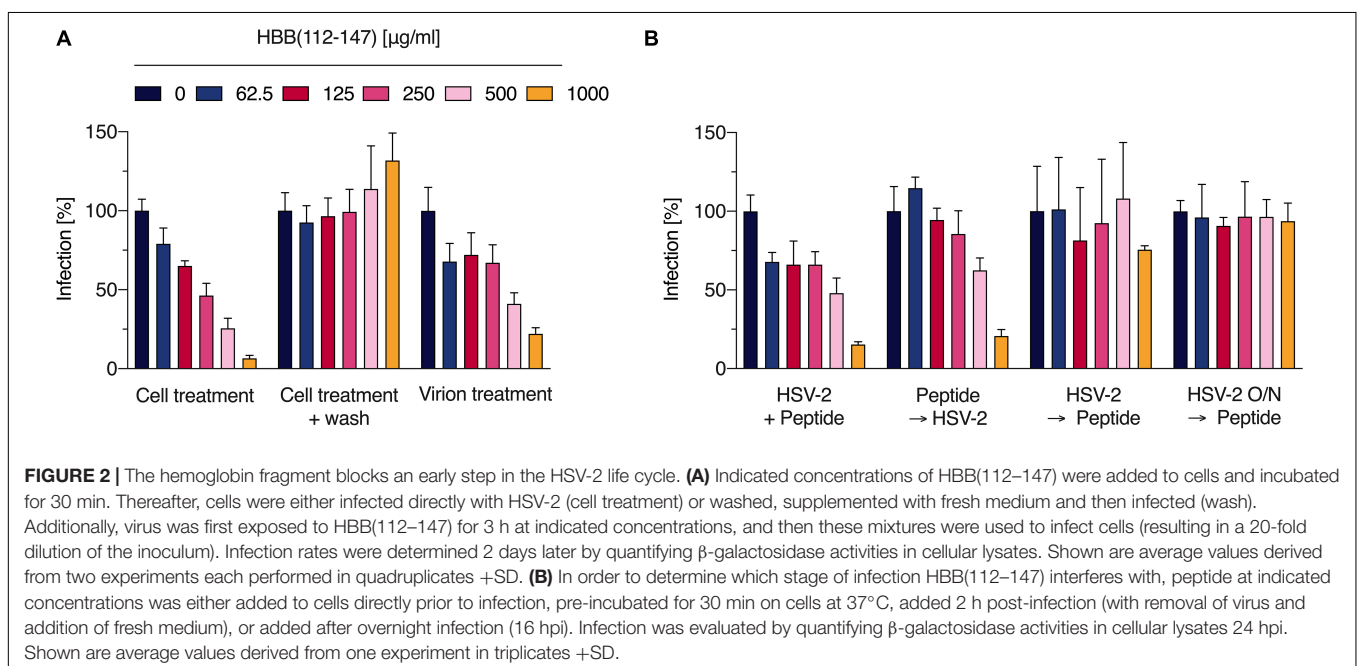 A
HBB(112-147) [µg/ml]
0 62.5 125 250 500 1000
150
100
50
0
Infection [%]
Cell treatment
Cell treatment
+ wash
Virion treatment
B
150
100
50
0
Infection [%]
HSV-2
+ Peptide
Peptide
→ HSV-2
HSV-2
→ Peptide
HSV-2 O/N
→ Peptide
FIGURE 2 | The hemoglobin fragment blocks an early step in the HSV-2 life cycle. (A) Indicated concentrations of HBB(112–147) were added to cells and incubated
for 30 min. Thereafter, cells were either infected directly with HSV-2 (cell treatment) or washed, supplemented with fresh medium and then infected (wash).
Additionally, virus was first exposed to HBB(112–147) for 3 h at indicated concentrations, and then these mixtures were used to infect cells (resulting in a 20-fold
dilution of the inoculum). Infection rates were determined 2 days later by quantifying β-galactosidase activities in cellular lysates. Shown are average values derived
from two experiments each performed in quadruplicates +SD. (B) In order to determine which stage of infection HBB(112–147) interferes with, peptide at indicated
concentrations was either added to cells directly prior to infection, pre-incubated for 30 min on cells at 37°C, added 2 h post-infection (with removal of virus and
addition of fresh medium), or added after overnight infection (16 hpi). Infection was evaluated by quantifying β-galactosidase activities in cellular lysates 24 hpi.
Shown are average values derived from one experiment in triplicates +SD.